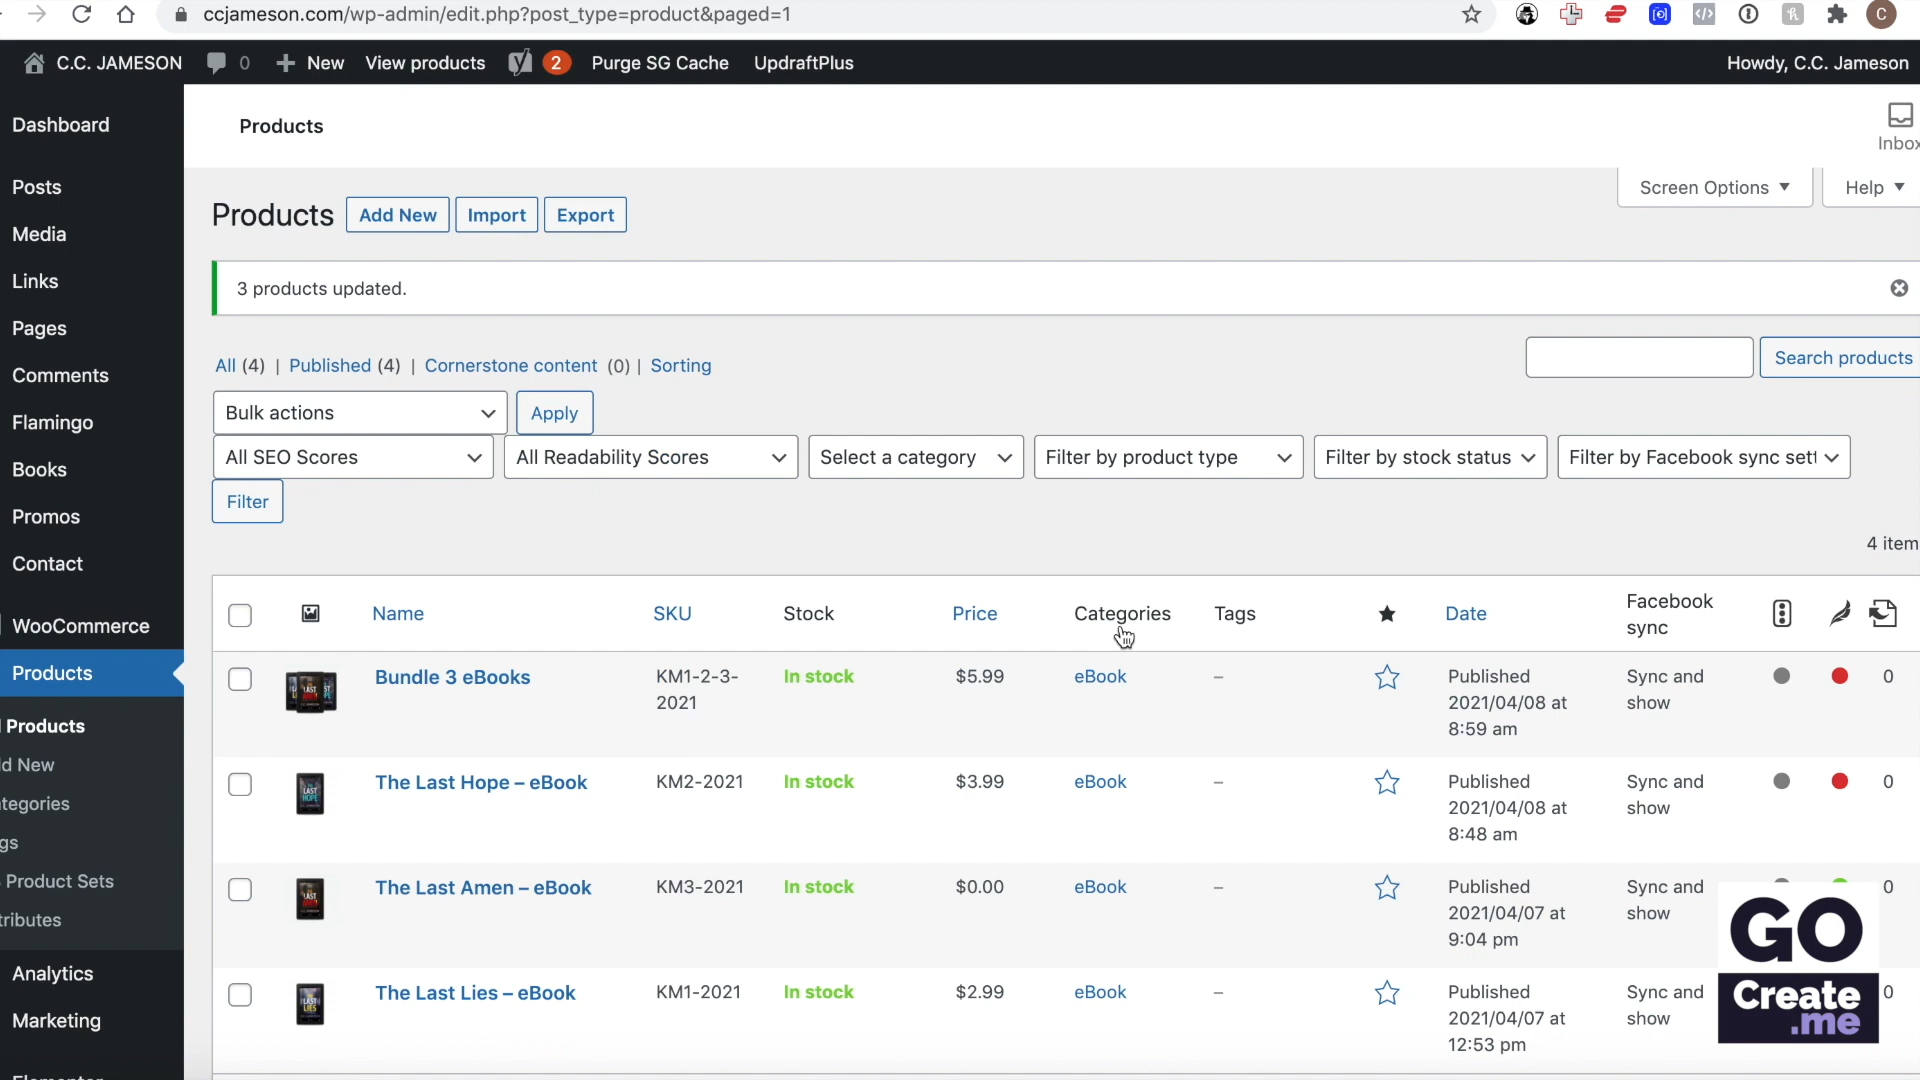 ccjameson.com/wp-admin/edit.php?post_type=product&paged=1
C
C.C. JAMESON 0 New View products 2 Purge SG Cache UpdraftPlus Howdy, C.C. Jameson
Dashboard
Posts
Media
Links
Pages
Comments
Flamingo
Books
Promos
Contact
WooCommerce
Products
l Products
d New
tegories
gs
Product Sets
tributes
Analytics
Marketing
Products
Inbox
Screen Options Help
Products Add New Import Export
3 products updated.
All (4) | Published (4) | Cornerstone content (0) | Sorting
Search products
Bulk actions Apply
All SEO Scores All Readability Scores Select a category Filter by product type Filter by stock status Filter by Facebook sync sett
Filter
4 item
Name SKU Stock Price Categories Tags Date Facebook sync
Bundle 3 eBooks KM1-2-3-2021 In stock $5.99 eBook – Published 2021/04/08 at 8:59 am Sync and show 0
The Last Hope – eBook KM2-2021 In stock $3.99 eBook – Published 2021/04/08 at 8:48 am Sync and show 0
The Last Amen – eBook KM3-2021 In stock $0.00 eBook – Published 2021/04/07 at 9:04 pm Sync and show 0
The Last Lies – eBook KM1-2021 In stock $2.99 eBook – Published 2021/04/07 at 12:53 pm Sync and show 0
GO
Create
.me